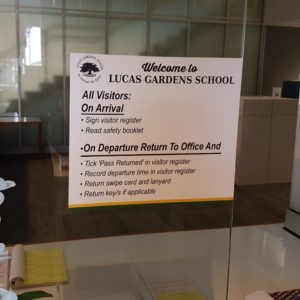 Welcome to
LUCAS GARDENS SCHOOL
All Visitors:
On Arrival
• Sign visitor register
• Read safety booklet
•On Departure Return To Office And
• Tick 'Pass Returned' in visitor register
• Record departure time in visitor register
• Return swipe card and lanyard
• Return key/s if applicable